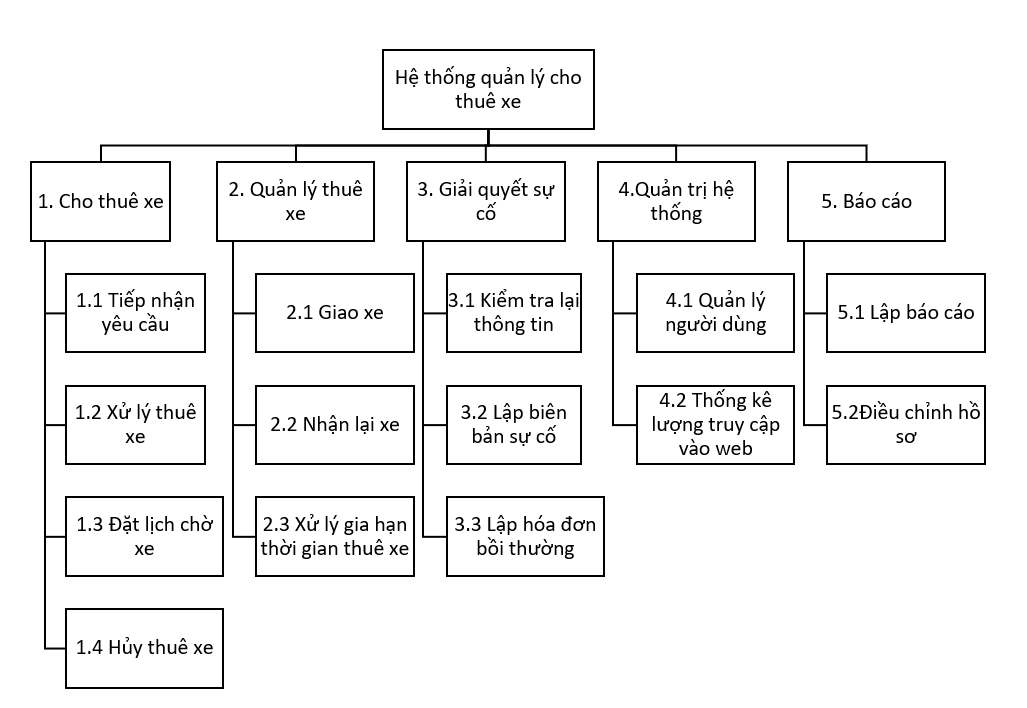 Hệ thống quản lý cho
thuê xe
1. Cho thuê xe
2. Quản lý thuê
xe
3. Giải quyết sự
cố
4.Quản trị hệ
thống
5. Báo cáo
1.1 Tiếp nhận
yêu cầu
1.2 Xử lý thuê
xe
1.3 Đặt lịch chờ
xe
1.4 Hủy thuê xe
2.1 Giao xe
2.2 Nhận lại xe
2.3 Xử lý gia hạn
thời gian thuê xe
3.1 Kiểm tra lại
thông tin
3.2 Lập biên
bản sự cố
3.3 Lập hóa đơn
bồi thường
4.1 Quản lý
người dùng
4.2 Thống kê
lượng truy cập
vào web
5.1 Lập báo cáo
5.2Điều chỉnh hồ
sơ